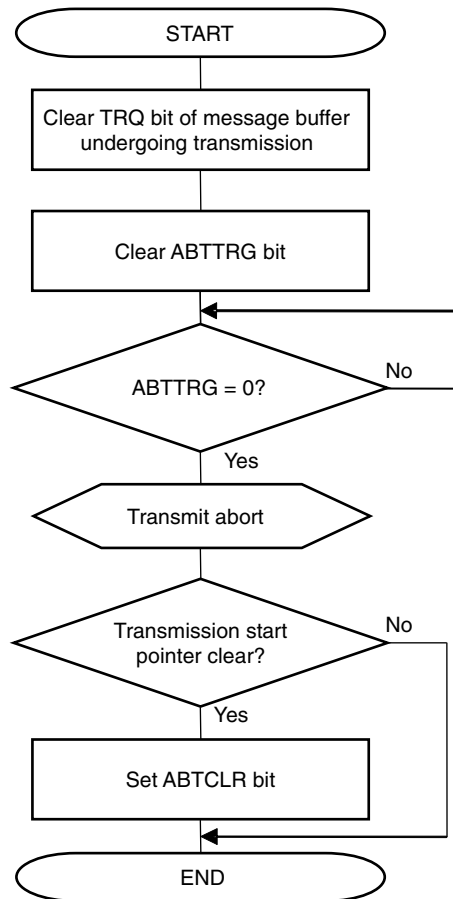 START
Clear TRQ bit of message buffer
undergoing transmission
Clear ABTTRG bit
ABTTRG = 0?
No
Yes
Transmit abort
Transmission start
pointer clear?
No
Yes
Set ABTCLR bit
END